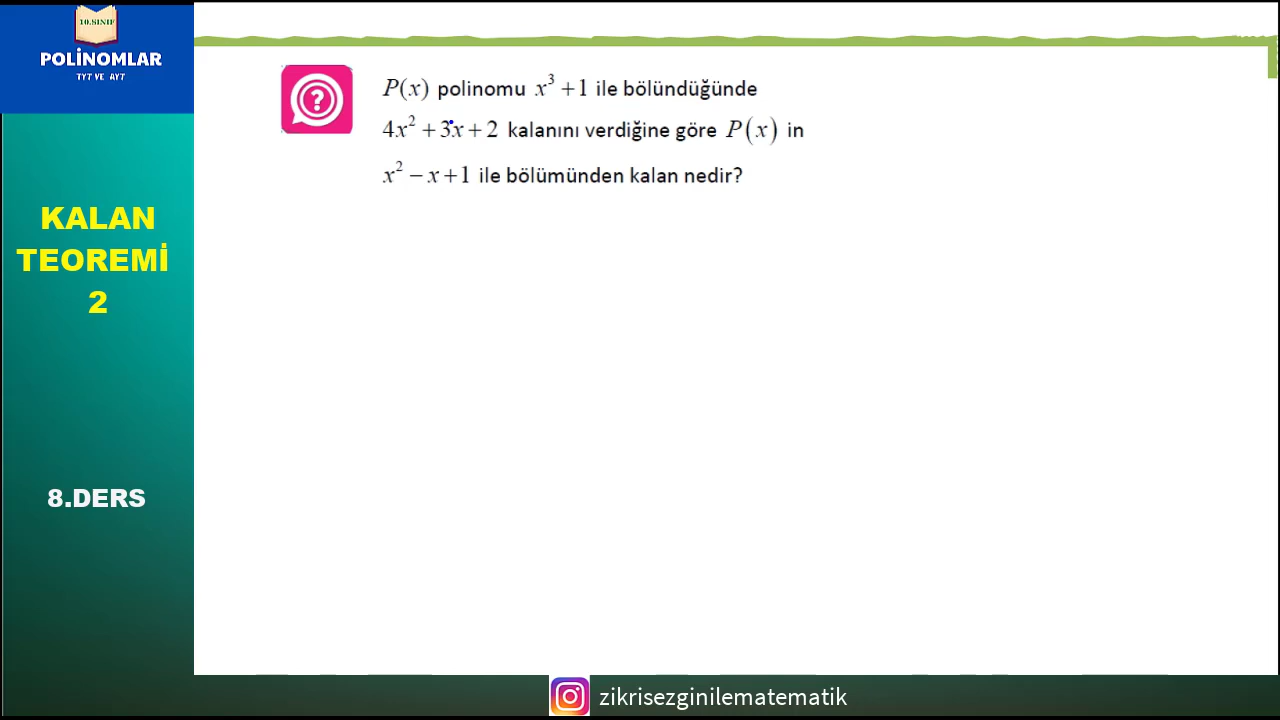 10.SINIF
POLİNOMLAR
TYT VE AYT
KALAN
TEOREMİ
2
8.DERS
P(x) polinomu x³ + 1 ile bölündüğünde
4x² + 3x + 2 kalanını verdiğine göre P(x) in
x² − x + 1 ile bölümünden kalan nedir?
zikrisezginilematematik